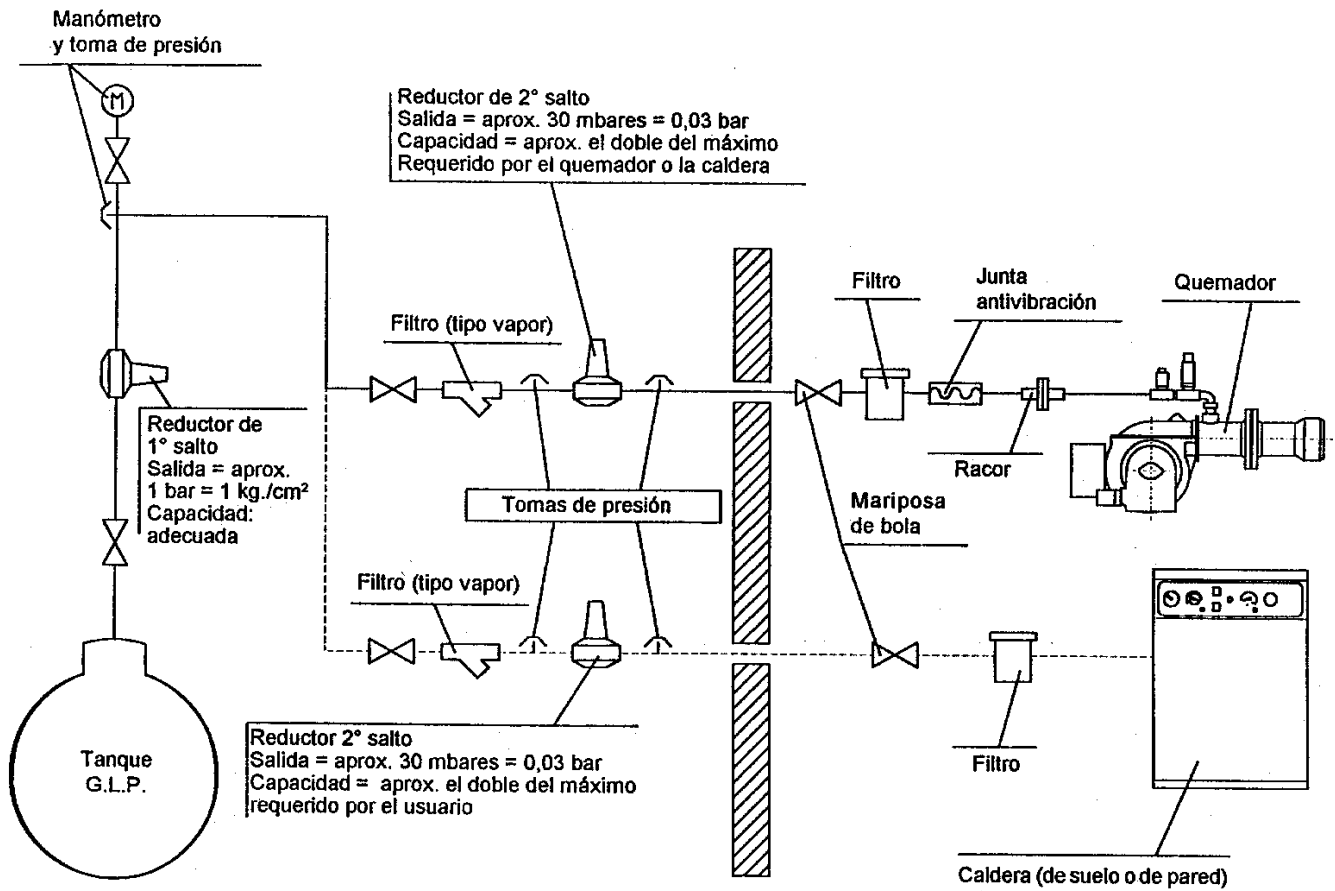 Manómetro
y toma de presión
M
Reductor de 2° salto
Salida = aprox. 30 mbares = 0,03 bar
Capacidad = aprox. el doble del máximo
Requerido por el quemador o la caldera
Filtro (tipo vapor)
Filtro
Junta
antivibración
Quemador
Reductor de
1° salto
Salida = aprox.
1 bar = 1 kg./cm²
Capacidad:
adecuada
Tomas de presión
Racor
Mariposa
de bola
Filtro (tipo vapor)
Tanque
G.L.P.
Reductor 2° salto
Salida = aprox. 30 mbares = 0,03 bar
Capacidad = aprox. el doble del máximo
requerido por el usuario
Filtro
Caldera (de suelo o de pared)